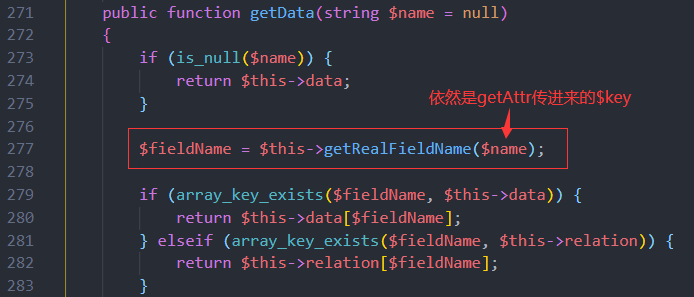 271 public function getData(string $name = null)
272 {
273 if (is_null($name)) {
274 return $this->data;
275 }
依然是getAttr传进来的$key
276
277 $fieldName = $this->getRealFieldName($name);
278
279 if (array_key_exists($fieldName, $this->data)) {
280 return $this->data[$fieldName];
281 } elseif (array_key_exists($fieldName, $this->relation)) {
282 return $this->relation[$fieldName];
283 }